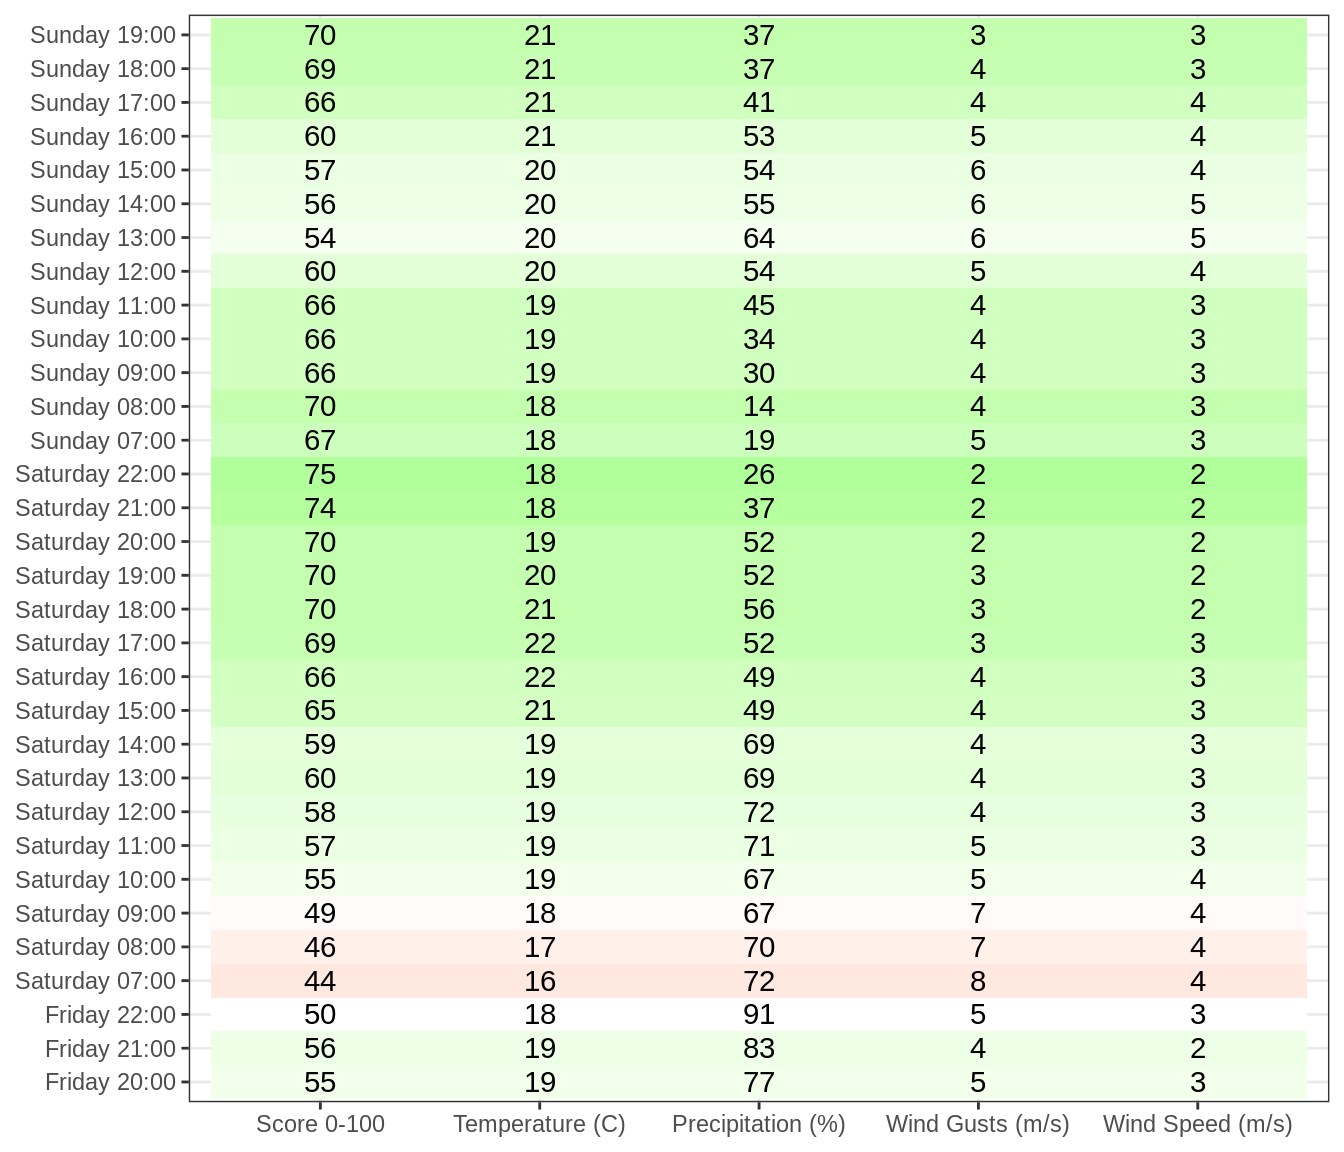 Sunday 19:00 70 21 37 3 3
Sunday 18:00 69 21 37 4 3
Sunday 17:00 66 21 41 4 4
Sunday 16:00 60 21 53 5 4
Sunday 15:00 57 20 54 6 4
Sunday 14:00 56 20 55 6 5
Sunday 13:00 54 20 64 6 5
Sunday 12:00 60 20 54 5 4
Sunday 11:00 66 19 45 4 3
Sunday 10:00 66 19 34 4 3
Sunday 09:00 66 19 30 4 3
Sunday 08:00 70 18 14 4 3
Sunday 07:00 67 18 19 5 3
Saturday 22:00 75 18 26 2 2
Saturday 21:00 74 18 37 2 2
Saturday 20:00 70 19 52 2 2
Saturday 19:00 70 20 52 3 2
Saturday 18:00 70 21 56 3 2
Saturday 17:00 69 22 52 3 3
Saturday 16:00 66 22 49 4 3
Saturday 15:00 65 21 49 4 3
Saturday 14:00 59 19 69 4 3
Saturday 13:00 60 19 69 4 3
Saturday 12:00 58 19 72 4 3
Saturday 11:00 57 19 71 5 3
Saturday 10:00 55 19 67 5 4
Saturday 09:00 49 18 67 7 4
Saturday 08:00 46 17 70 7 4
Saturday 07:00 44 16 72 8 4
Friday 22:00 50 18 91 5 3
Friday 21:00 56 19 83 4 2
Friday 20:00 55 19 77 5 3
Score 0-100 Temperature (C) Precipitation (%) Wind Gusts (m/s) Wind Speed (m/s)